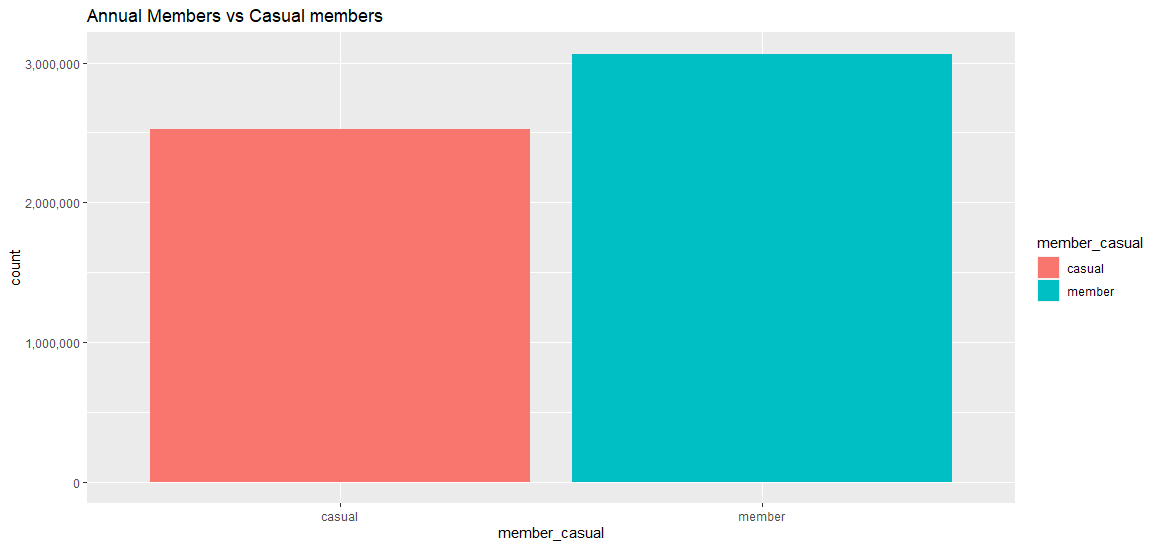 Annual Members vs Casual members
count
3,000,000
2,000,000
1,000,000
0
casual
member
member_casual
member_casual
casual
member